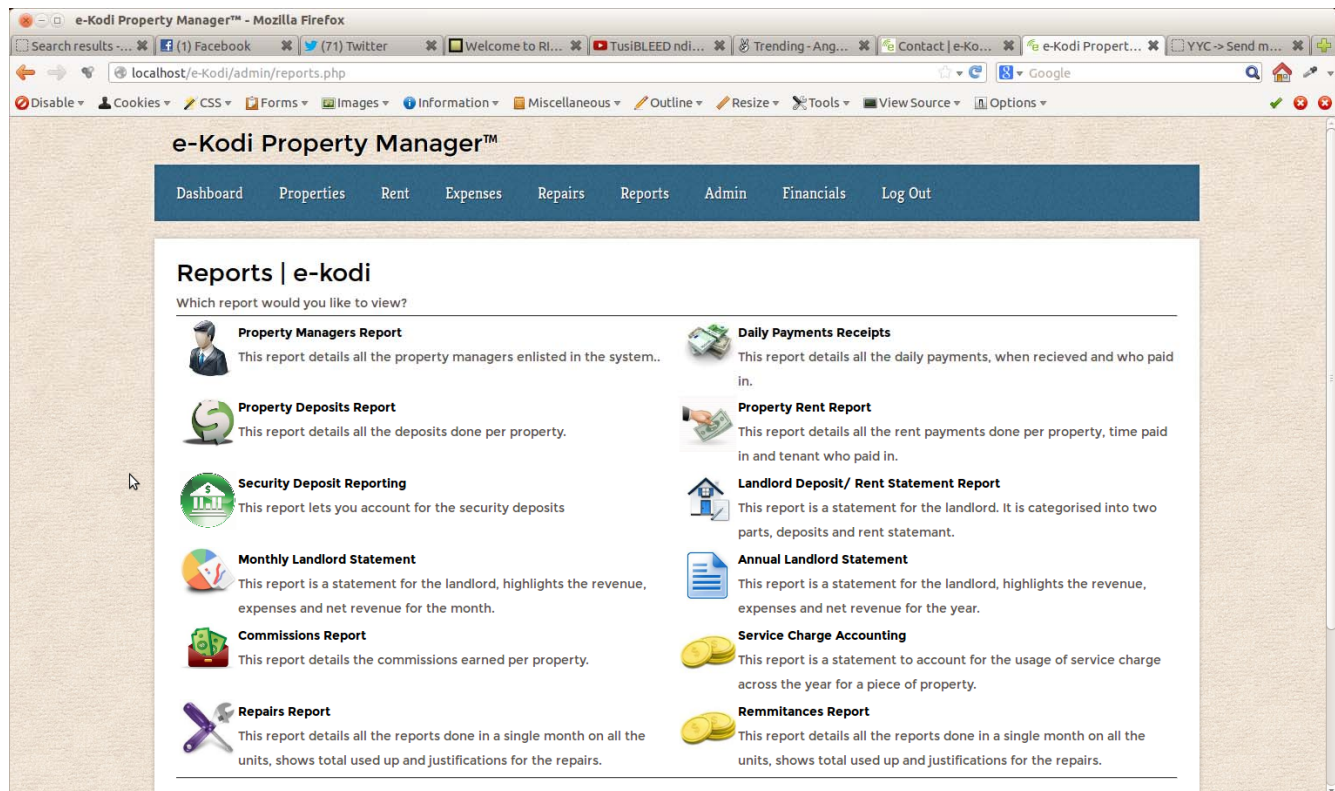 e-Kodi Property Manager™ - Mozilla Firefox
Search results -... (1) Facebook (71) Twitter Welcome to RI... TusiBLEED ndi... Trending - Ang... Contact | e-Ko... e-Kodi Propert... YYC -> Send m...
localhost/e-Kodi/admin/reports.php Google
Disable Cookies CSS Forms Images Information Miscellaneous Outline Resize Tools View Source Options
e-Kodi Property Manager™
Dashboard Properties Rent Expenses Repairs Reports Admin Financials Log Out
Reports | e-kodi
Which report would you like to view?
Property Managers Report
This report details all the property managers enlisted in the system..
Daily Payments Receipts
This report details all the daily payments, when recieved and who paid
in.
Property Deposits Report
This report details all the deposits done per property.
Property Rent Report
This report details all the rent payments done per property, time paid
in and tenant who paid in.
Security Deposit Reporting
This report lets you account for the security deposits
Landlord Deposit/ Rent Statement Report
This report is a statement for the landlord. It is categorised into two
parts, deposits and rent statemant.
Monthly Landlord Statement
This report is a statement for the landlord, highlights the revenue,
expenses and net revenue for the month.
Annual Landlord Statement
This report is a statement for the landlord, highlights the revenue,
expenses and net revenue for the year.
Commissions Report
This report details the commissions earned per property.
Service Charge Accounting
This report is a statement to account for the usage of service charge
across the year for a piece of property.
Repairs Report
This report details all the reports done in a single month on all the
units, shows total used up and justifications for the repairs.
Remmitances Report
This report details all the reports done in a single month on all the
units, shows total used up and justifications for the repairs.